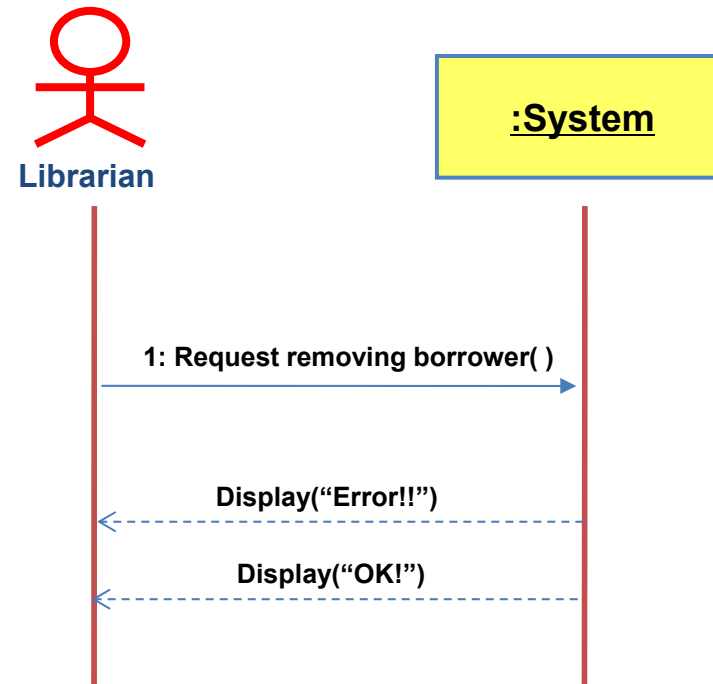 :System
Librarian
1: Request removing borrower( )
Display(“Error!!”)
Display(“OK!”)